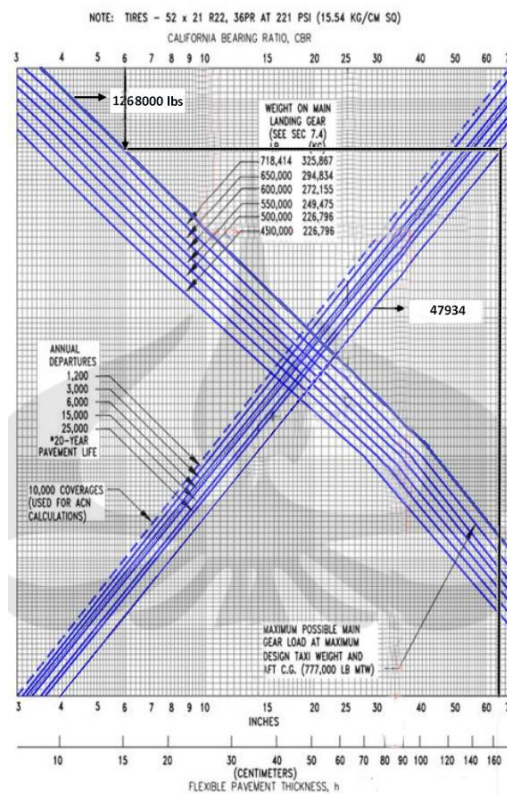 NOTE: TIRES - 52 x 21 R22, 36PR AT 221 PSI (15.54 KG/CM SQ)
CALIFORNIA BEARING RATIO, CBR
3 4 5 6 7 8 9 10 15 20 25 30 40 50 60
1268000 lbs
WEIGHT ON MAIN
LANDING GEAR
(SEE SEC 7.4)
(KG)
718,414 325,867
650,000 294,834
600,000 272,155
550,000 249,475
500,000 226,796
450,000 226,796
47934
ANNUAL
DEPARTURES
1,200
3,000
6,000
15,000
25,000
*20-YEAR
PAVEMENT LIFE
10,000 COVERAGES
(USED FOR ACN
CALCULATIONS)
MAXIMUM POSSIBLE MAIN
GEAR LOAD AT MAXIMUM
DESIGN TAXI WEIGHT AND
AFT C.G. (777,000 LB MTW)
3 4 5 6 7 8 9 10 15 20 30 40 50 60
INCHES
10 15 20 30 40 50 60 80 90 100 120 140 160
(CENTIMETERS)
FLEXIBLE PAVEMENT THICKNESS, h